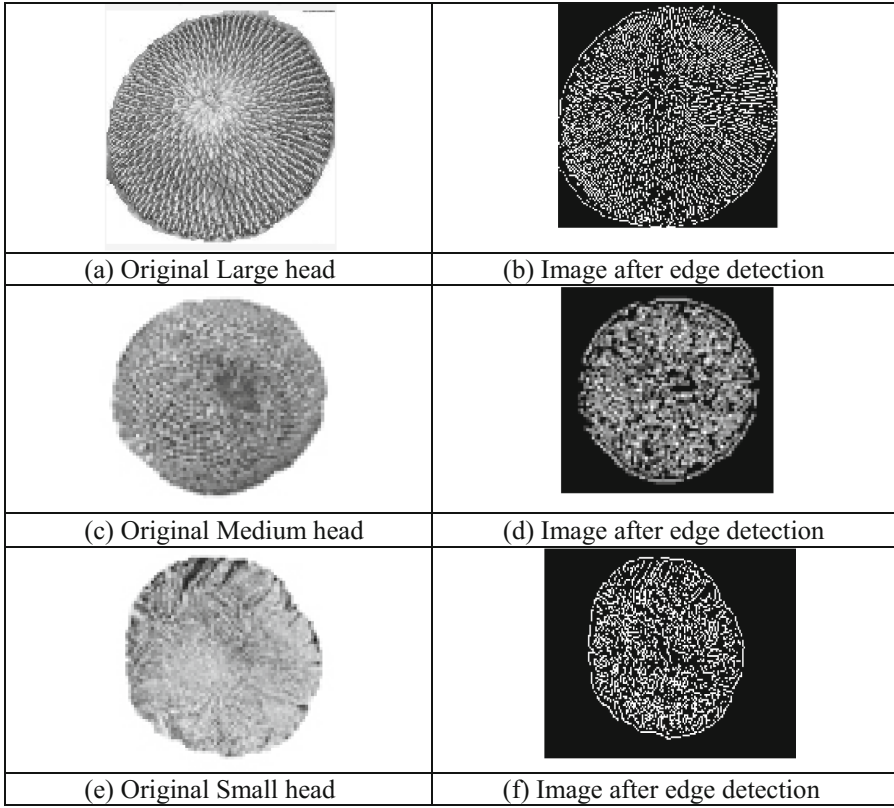 (a) Original Large head
(b) Image after edge detection
(c) Original Medium head
(d) Image after edge detection
(e) Original Small head
(f) Image after edge detection